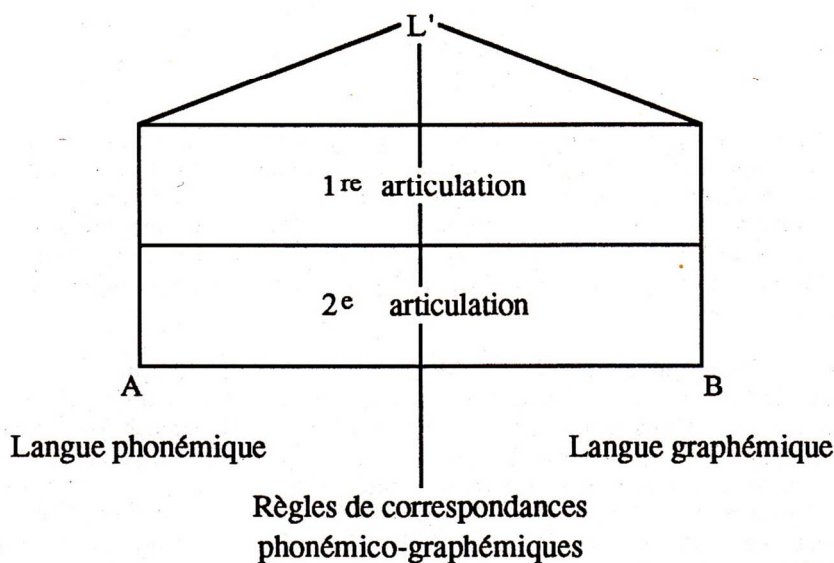 L'
1re articulation
2e articulation
A
B
Langue phonémique
Langue graphémique
Règles de correspondances
phonémico-graphémiques